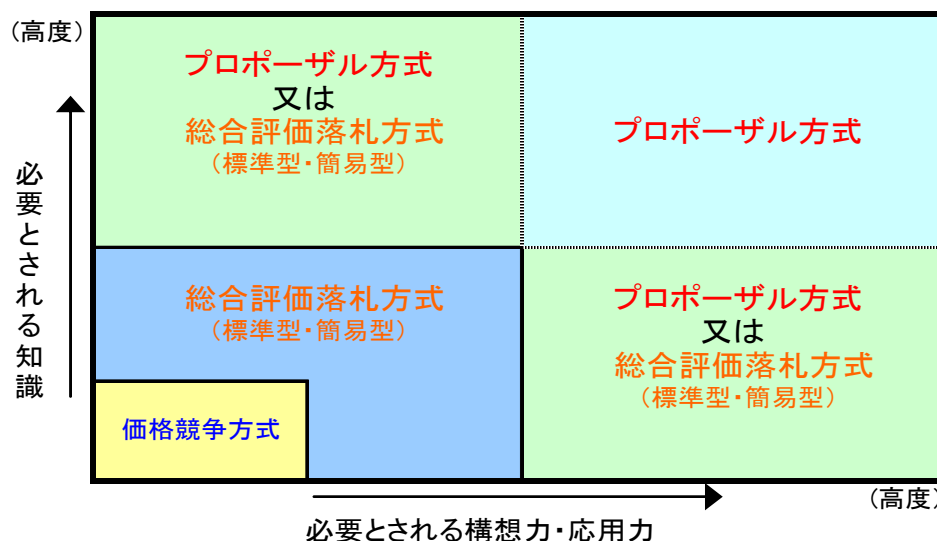 (高度)
プロポーザル方式
又は
総合評価落札方式
(標準型・簡易型)
プロポーザル方式
必要とされる知識
総合評価落札方式
(標準型・簡易型)
プロポーザル方式
又は
総合評価落札方式
(標準型・簡易型)
価格競争方式
(高度)
必要とされる構想力・応用力